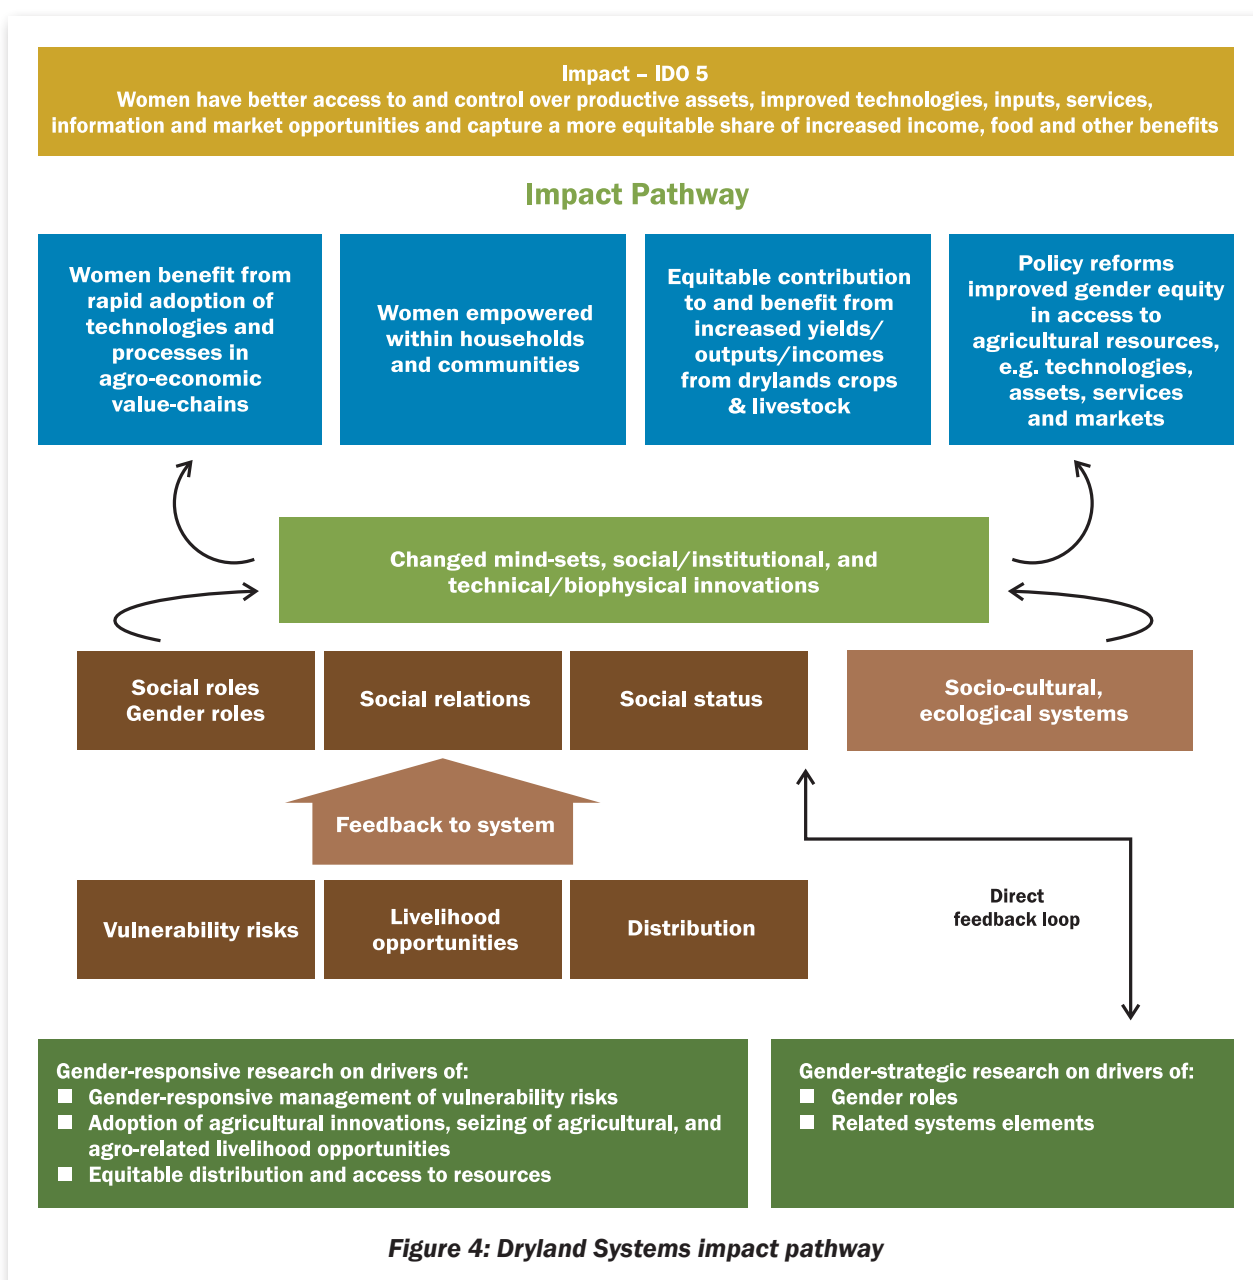 Impact – IDO 5
Women have better access to and control over productive assets, improved technologies, inputs, services,
information and market opportunities and capture a more equitable share of increased income, food and other benefits
Impact Pathway
Women benefit from
rapid adoption of
technologies and
processes in
agro-economic
value-chains
Women empowered
within households
and communities
Equitable contribution
to and benefit from
increased yields/
outputs/incomes
from drylands crops
& livestock
Policy reforms
improved gender equity
in access to
agricultural resources,
e.g. technologies,
assets, services
and markets
Changed mind-sets, social/institutional, and
technical/biophysical innovations
Social roles
Gender roles
Social relations
Social status
Socio-cultural,
ecological systems
Feedback to system
Vulnerability risks
Livelihood
opportunities
Distribution
Direct
feedback loop
Gender-responsive research on drivers of:
Gender-responsive management of vulnerability risks
Adoption of agricultural innovations, seizing of agricultural, and
agro-related livelihood opportunities
Equitable distribution and access to resources
Gender-strategic research on drivers of:
Gender roles
Related systems elements
Figure 4: Dryland Systems impact pathway